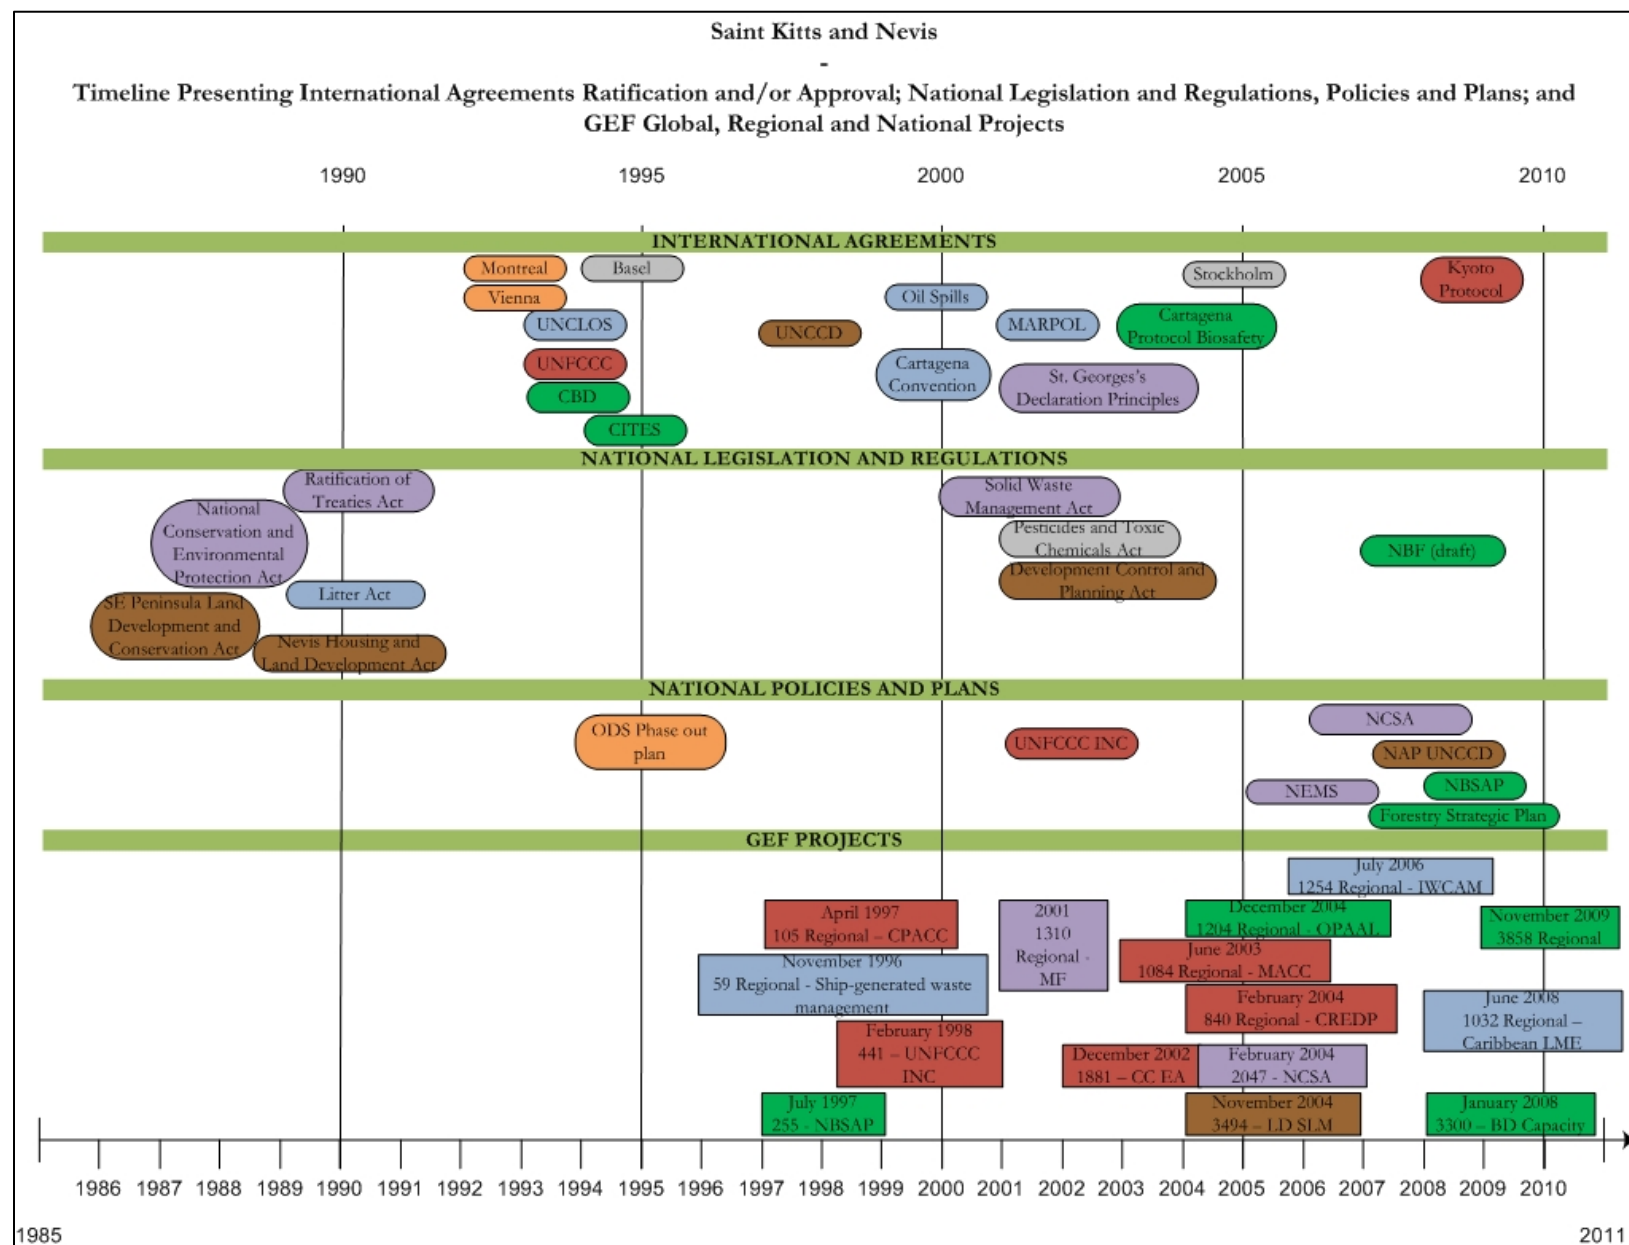 Saint Kitts and Nevis
-
Timeline Presenting International Agreements Ratification and/or Approval; National Legislation and Regulations, Policies and Plans; and
GEF Global, Regional and National Projects
1990
1995
2000
2005
2010
INTERNATIONAL AGREEMENTS
Montreal
Basel
Vienna
UNCLOS
UNFCCC
CBD
CITES
UNCCD
Oil Spills
Cartagena
Convention
MARPOL
St. Georges's
Declaration Principles
Stockholm
Cartagena
Protocol Biosafety
Kyoto
Protocol
NATIONAL LEGISLATION AND REGULATIONS
Ratification of
Treaties Act
National
Conservation and
Environmental
Protection Act
Litter Act
SE Peninsula Land
Development and
Conservation Act
Nevis Housing and
Land Development Act
Solid Waste
Management Act
Pesticides and Toxic
Chemicals Act
Development Control and
Planning Act
NBF (draft)
NATIONAL POLICIES AND PLANS
ODS Phase out
plan
UNFCCC INC
NCSA
NAP UNCCD
NEMS
NBSAP
Forestry Strategic Plan
GEF PROJECTS
July 2006
1254 Regional - IWCAM
April 1997
105 Regional – CPACC
2001
1310
Regional -
MF
December 2004
1204 Regional - OPAAL
November 2009
3858 Regional
June 2003
1084 Regional - MACC
November 1996
59 Regional - Ship-generated waste
management
February 2004
840 Regional - CREDP
June 2008
1032 Regional –
Caribbean LME
February 1998
441 – UNFCCC
INC
December 2002
1881 – CC EA
February 2004
2047 - NCSA
July 1997
255 - NBSAP
November 2004
3494 – LD SLM
January 2008
3300 – BD Capacity
1986 1987 1988 1989 1990 1991 1992 1993 1994 1995 1996 1997 1998 1999 2000 2001 2002 2003 2004 2005 2006 2007 2008 2009 2010
1985
2011